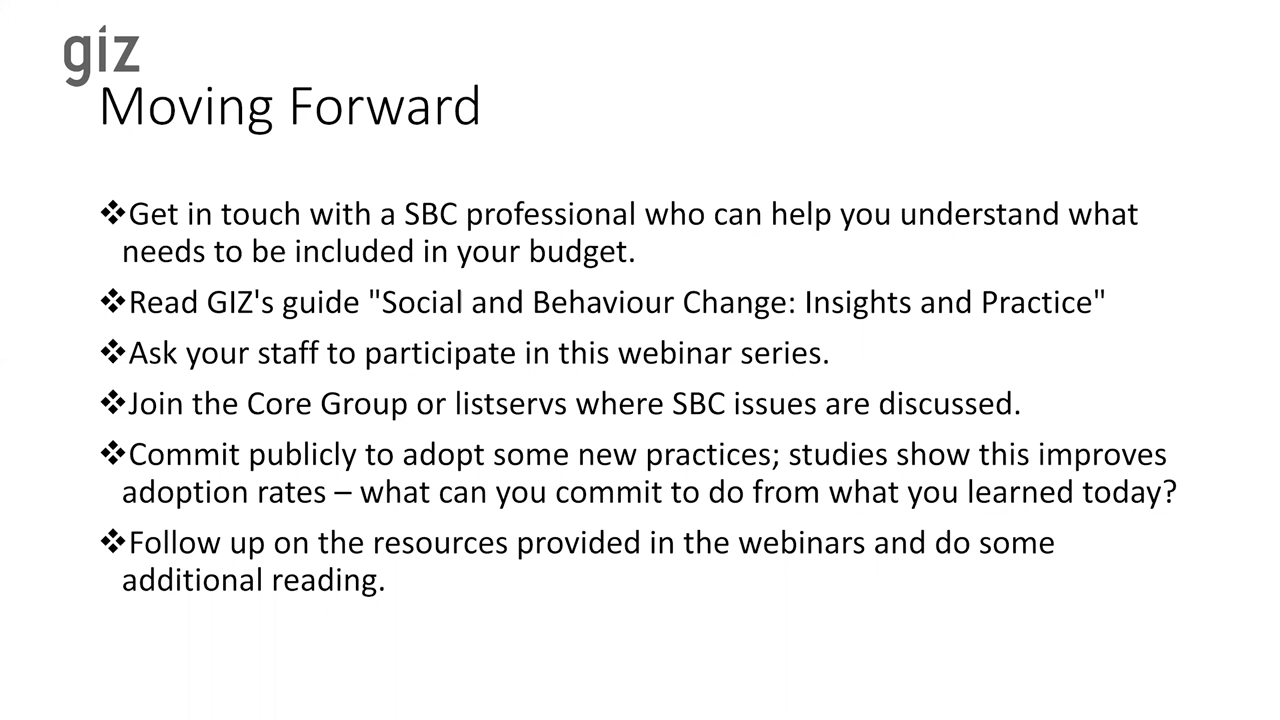 giz
Moving Forward
❖Get in touch with a SBC professional who can help you understand what
needs to be included in your budget.
❖Read GIZ's guide "Social and Behaviour Change: Insights and Practice"
❖Ask your staff to participate in this webinar series.
❖Join the Core Group or listservs where SBC issues are discussed.
❖Commit publicly to adopt some new practices; studies show this improves
adoption rates – what can you commit to do from what you learned today?
❖Follow up on the resources provided in the webinars and do some
additional reading.